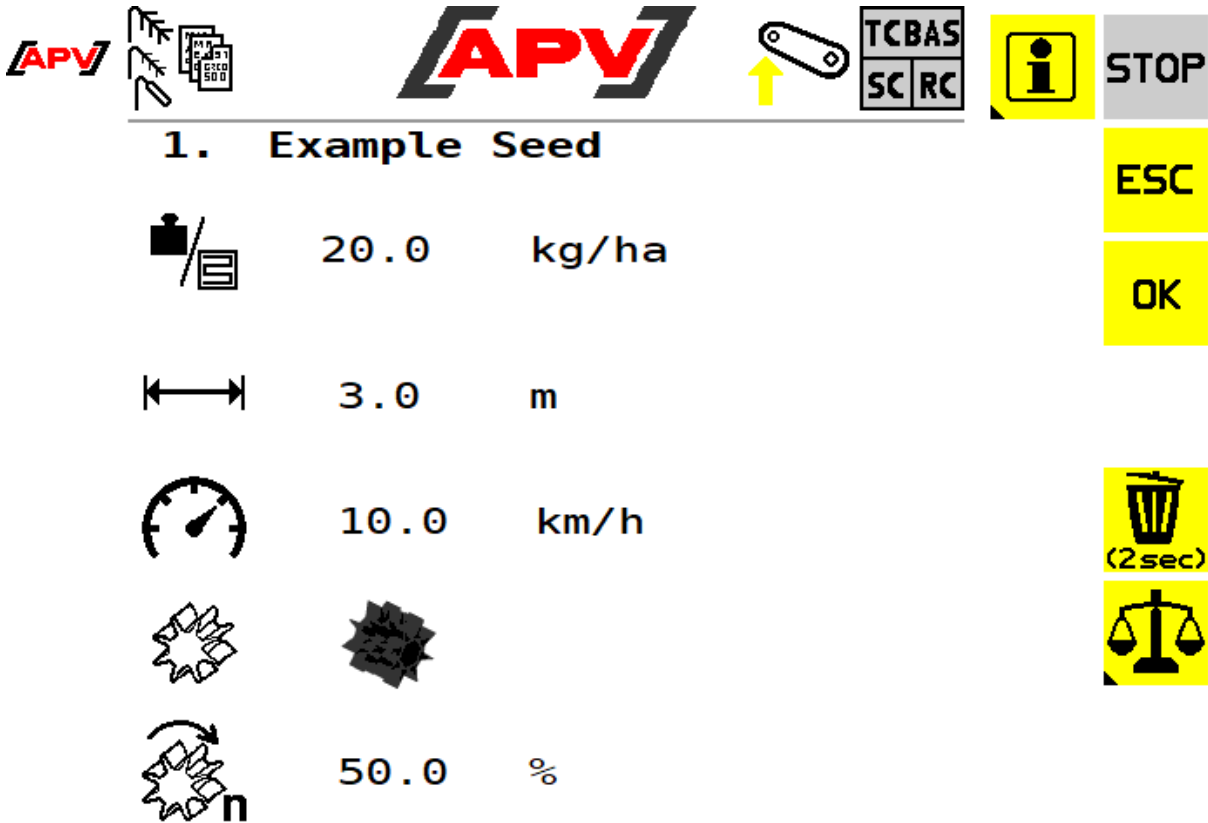 APV
APV
TCBAS
SC RC
i
STOP
1. Example Seed
ESC
20.0 kg/ha
OK
3.0 m
10.0 km/h
(2sec)
50.0 %
n